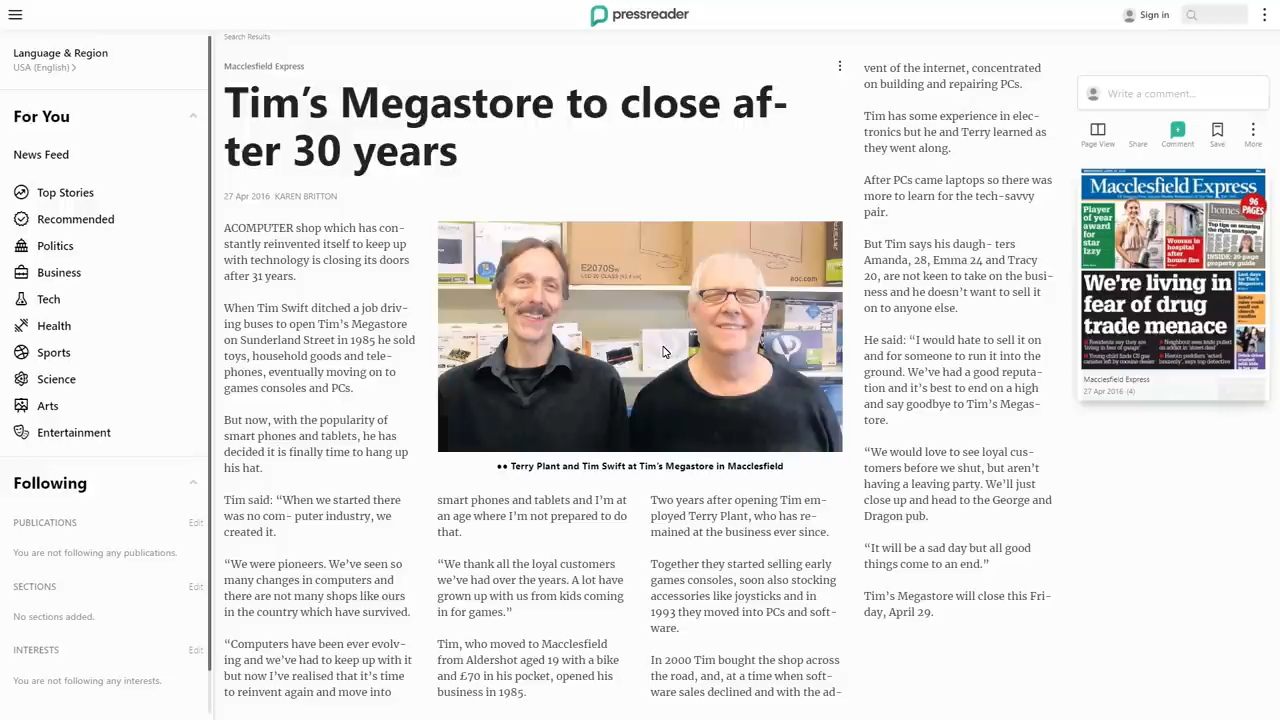 pressreader
Sign in
Language & Region
USA (English)
For You
News Feed
Top Stories
Recommended
Politics
Business
Tech
Health
Sports
Science
Arts
Entertainment
Following
PUBLICATIONS Edit
You are not following any publications.
SECTIONS Edit
No sections added.
INTERESTS Edit
You are not following any interests.
Search Results
Macclesfield Express
Tim’s Megastore to close af-
ter 30 years
27 Apr 2016 KAREN BRITTON
ACOMPUTER shop which has con-
stantly reinvented itself to keep up
with technology is closing its doors
after 31 years.
When Tim Swift ditched a job driv-
ing buses to open Tim’s Megastore
on Sunderland Street in 1985 he sold
toys, household goods and tele-
phones, eventually moving on to
games consoles and PCs.
But now, with the popularity of
smart phones and tablets, he has
decided it is finally time to hang up
his hat.
Tim said: “When we started there
was no com- puter industry, we
created it.
“We were pioneers. We’ve seen so
many changes in computers and
there are not many shops like ours
in the country which have survived.
“Computers have been ever evolv-
ing and we’ve had to keep up with it
but now I’ve realised that it’s time
to reinvent again and move into
E2070Sw
aoc.com
●● Terry Plant and Tim Swift at Tim’s Megastore in Macclesfield
smart phones and tablets and I’m at
an age where I’m not prepared to do
that.
“We thank all the loyal customers
we’ve had over the years. A lot have
grown up with us from kids coming
in for games.”
Tim, who moved to Macclesfield
from Aldershot aged 19 with a bike
and £70 in his pocket, opened his
business in 1985.
Two years after opening Tim em-
ployed Terry Plant, who has re-
mained at the business ever since.
Together they started selling early
games consoles, soon also stocking
accessories like joysticks and in
1993 they moved into PCs and soft-
ware.
In 2000 Tim bought the shop across
the road, and, at a time when soft-
ware sales declined and with the ad-
vent of the internet, concentrated
on building and repairing PCs.
Tim has some experience in elec-
tronics but he and Terry learned as
they went along.
After PCs came laptops so there was
more to learn for the tech-savvy
pair.
But Tim says his daugh- ters
Amanda, 28, Emma 24 and Tracy
20, are not keen to take on the busi-
ness and he doesn’t want to sell it
on to anyone else.
He said: “I would hate to sell it on
and for someone to run it into the
ground. We’ve had a good reputa-
tion and it’s best to end on a high
and say goodbye to Tim’s Megas-
tore.
“We would love to see loyal cus-
tomers before we shut, but aren’t
having a leaving party. We’ll just
close up and head to the George and
Dragon pub.
“It will be a sad day but all good
things come to an end.”
Tim’s Megastore will close this Fri-
day, April 29.
Write a comment...
Page View Share Comment Save More
Macclesfield Express
96
PAGES
Player of
year
award
for
star
Izzy
Woman in
hospital
after
house fire
homes
INSIDE: 20-page
property guide
We’re living in
fear of drug
trade menace
Macclesfield Express
27 Apr 2016 (4)